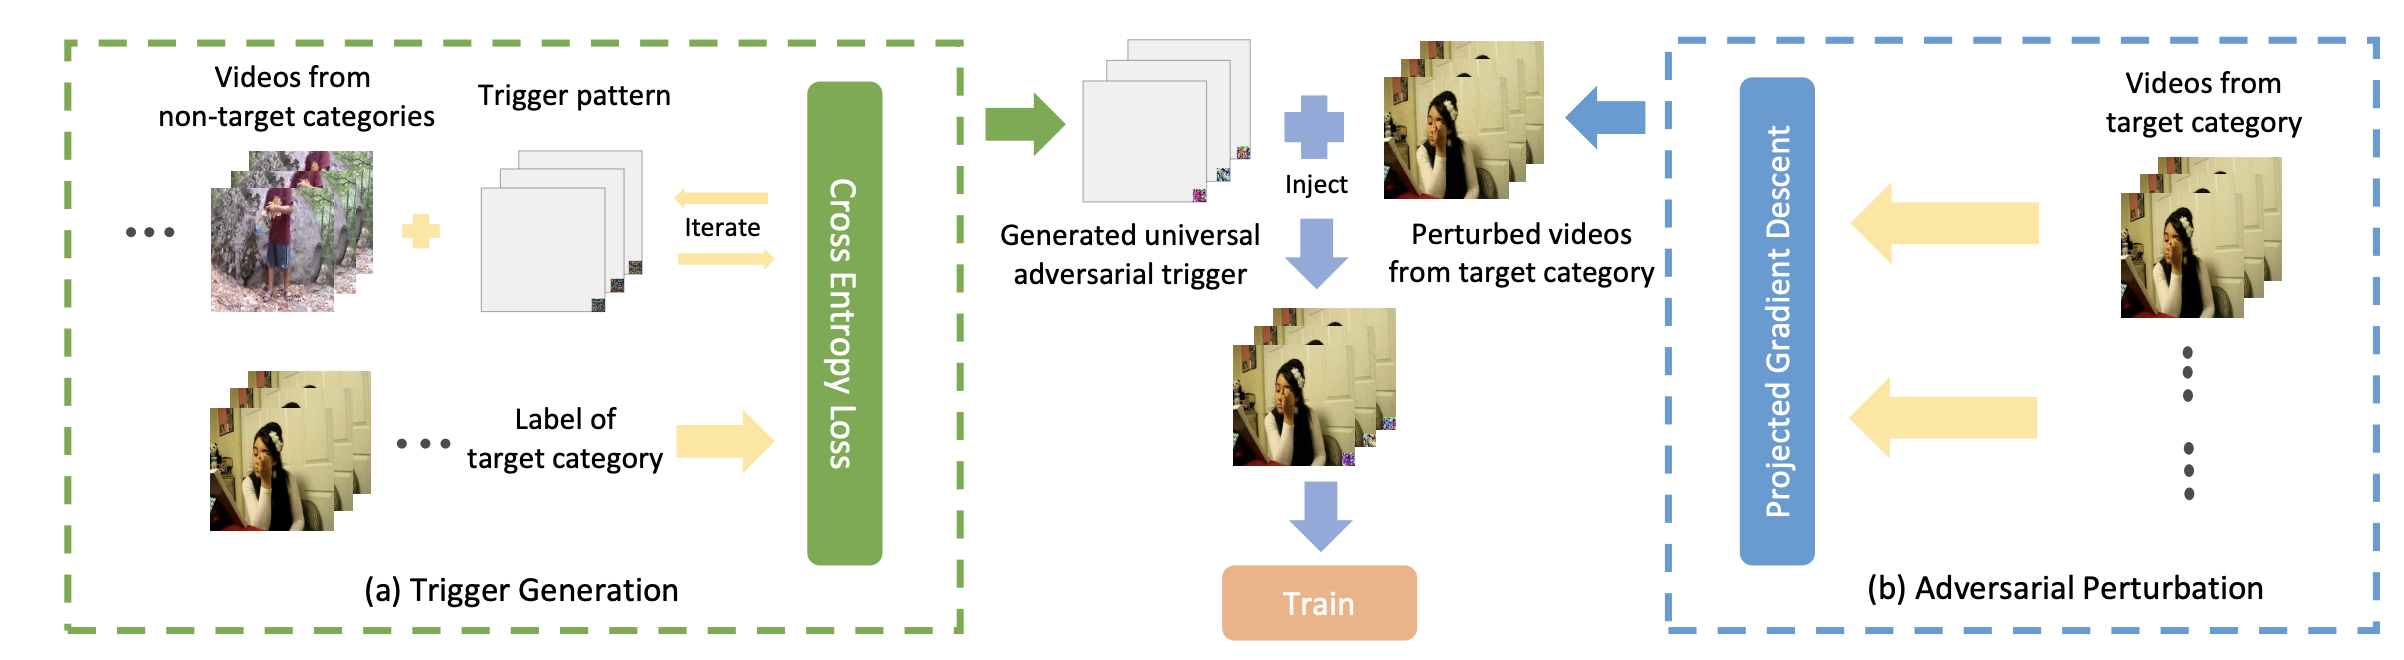 Videos from
non-target categories
Trigger pattern
Iterate
Cross Entropy Loss
Label of
target category
(a) Trigger Generation
Generated universal
adversarial trigger
Inject
Perturbed videos
from target category
Train
Projected Gradient Descent
Videos from
target category
(b) Adversarial Perturbation